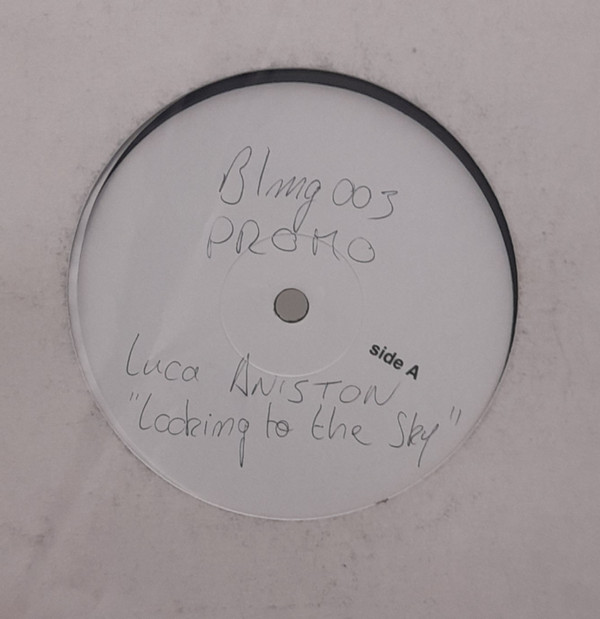 Blmg 003
PROMO
side A
Luca ANISTON
"Looking to the Sky"